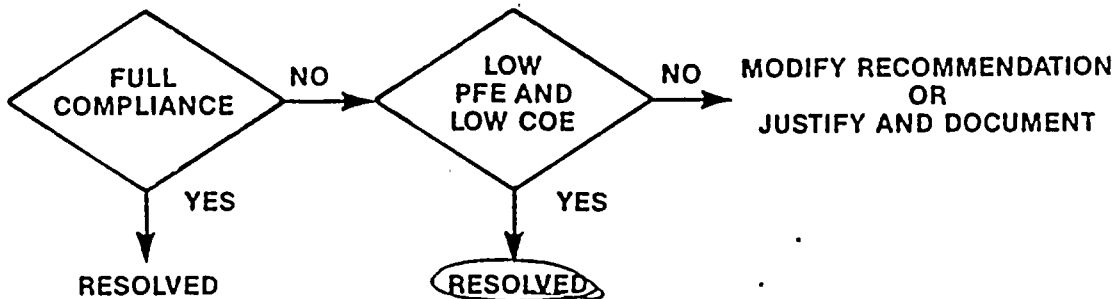 FULL
COMPLIANCE
NO
LOW
PFE AND
LOW COE
NO
MODIFY RECOMMENDATION
OR
JUSTIFY AND DOCUMENT
YES
YES
RESOLVED
RESOLVED